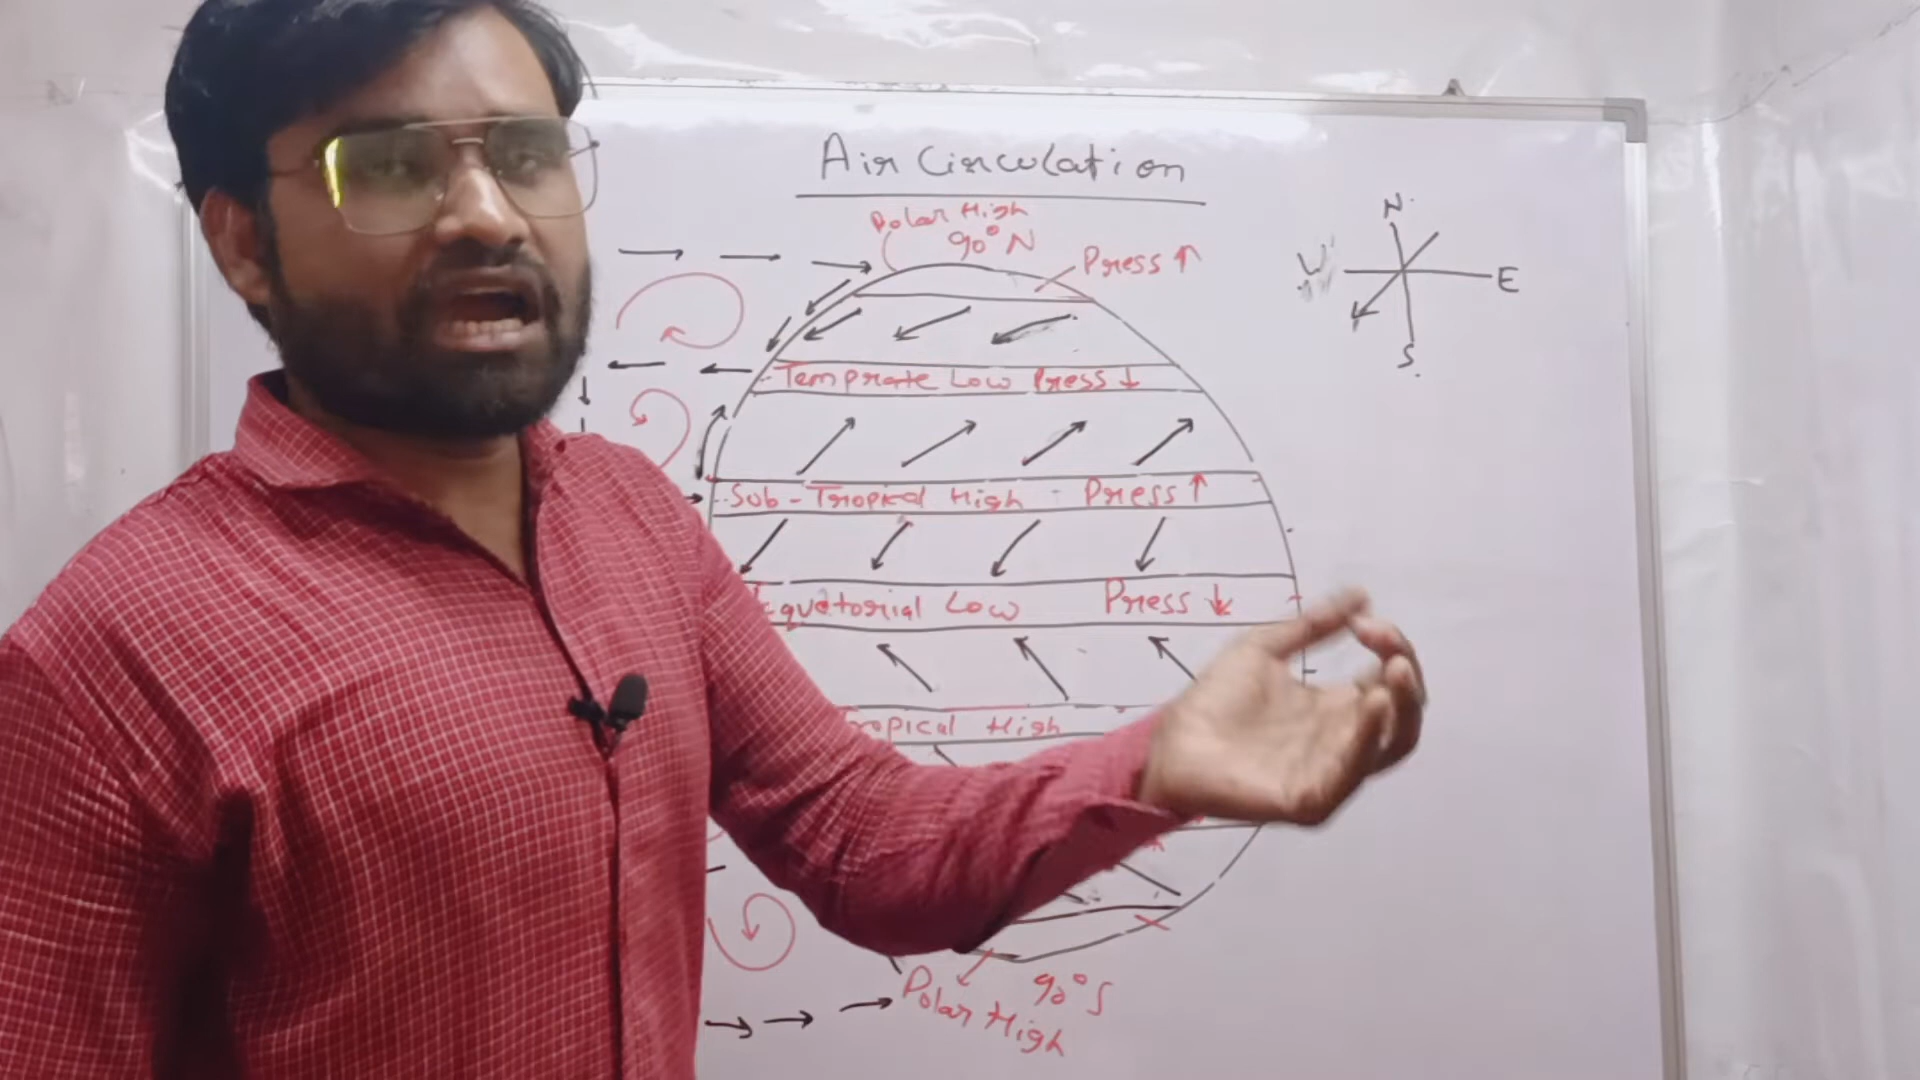 Air Circulation
Polar High
90° N
Press ↑
N
W
E
S
Temprate Low Press ↓
Sub-Tropical High - Press ↑
Equatorial Low Press ↓
ropical High
90° S
Polar High